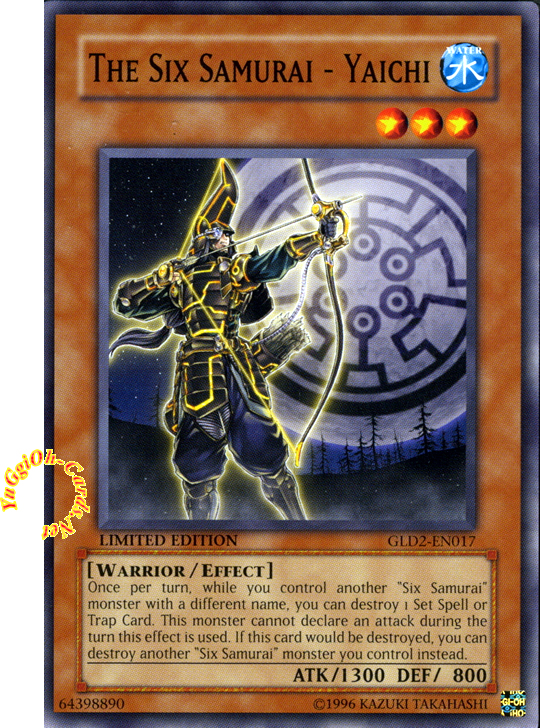 THE SIX SAMURAI - YAICHI
WATER
水
LIMITED EDITION
GLD2-EN017
[WARRIOR / EFFECT]
Once per turn, while you control another "Six Samurai"
monster with a different name, you can destroy 1 Set Spell or
Trap Card. This monster cannot declare an attack during the
turn this effect is used. If this card would be destroyed, you can
destroy another "Six Samurai" monster you control instead.
ATK/1300 DEF/ 800
64398890
©1996 KAZUKI TAKAHASHI
YuGgiOh-Cards.Net